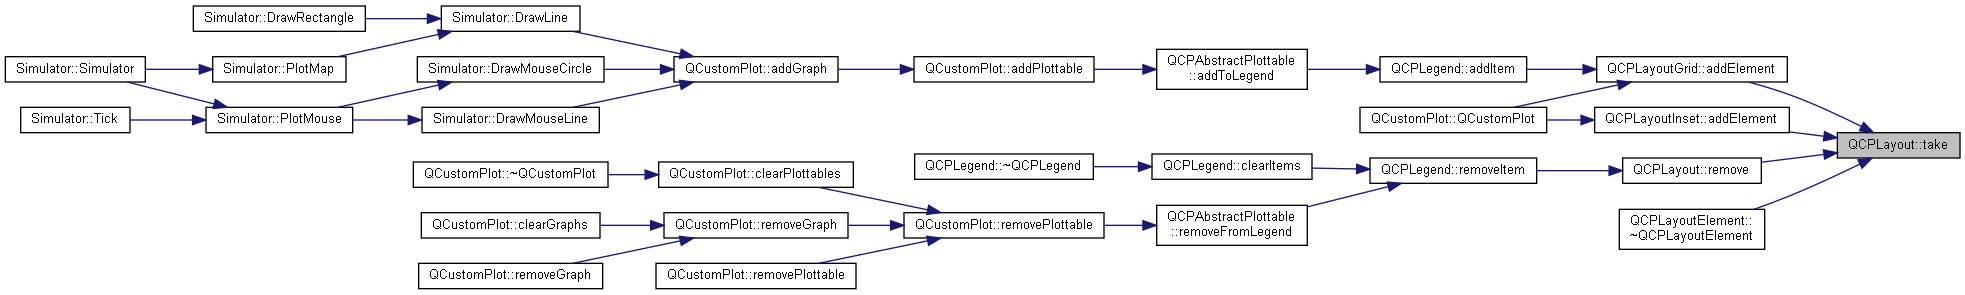 Simulator::DrawRectangle
Simulator::DrawLine
Simulator::Simulator
Simulator::PlotMap
Simulator::DrawMouseCircle
QCustomPlot::addGraph
QCustomPlot::addPlottable
QCPAbstractPlottable
::addToLegend
QCPLegend::addItem
QCPLayoutGrid::addElement
Simulator::Tick
Simulator::PlotMouse
Simulator::DrawMouseLine
QCustomPlot::QCustomPlot
QCPLayoutInset::addElement
QCPLayout::take
QCustomPlot::~QCustomPlot
QCustomPlot::clearPlottables
QCPLegend::~QCPLegend
QCPLegend::clearItems
QCPLegend::removeItem
QCPLayout::remove
QCustomPlot::clearGraphs
QCustomPlot::removeGraph
QCustomPlot::removePlottable
QCPAbstractPlottable
::removeFromLegend
QCPLayoutElement::
~QCPLayoutElement
QCustomPlot::removeGraph
QCustomPlot::removePlottable